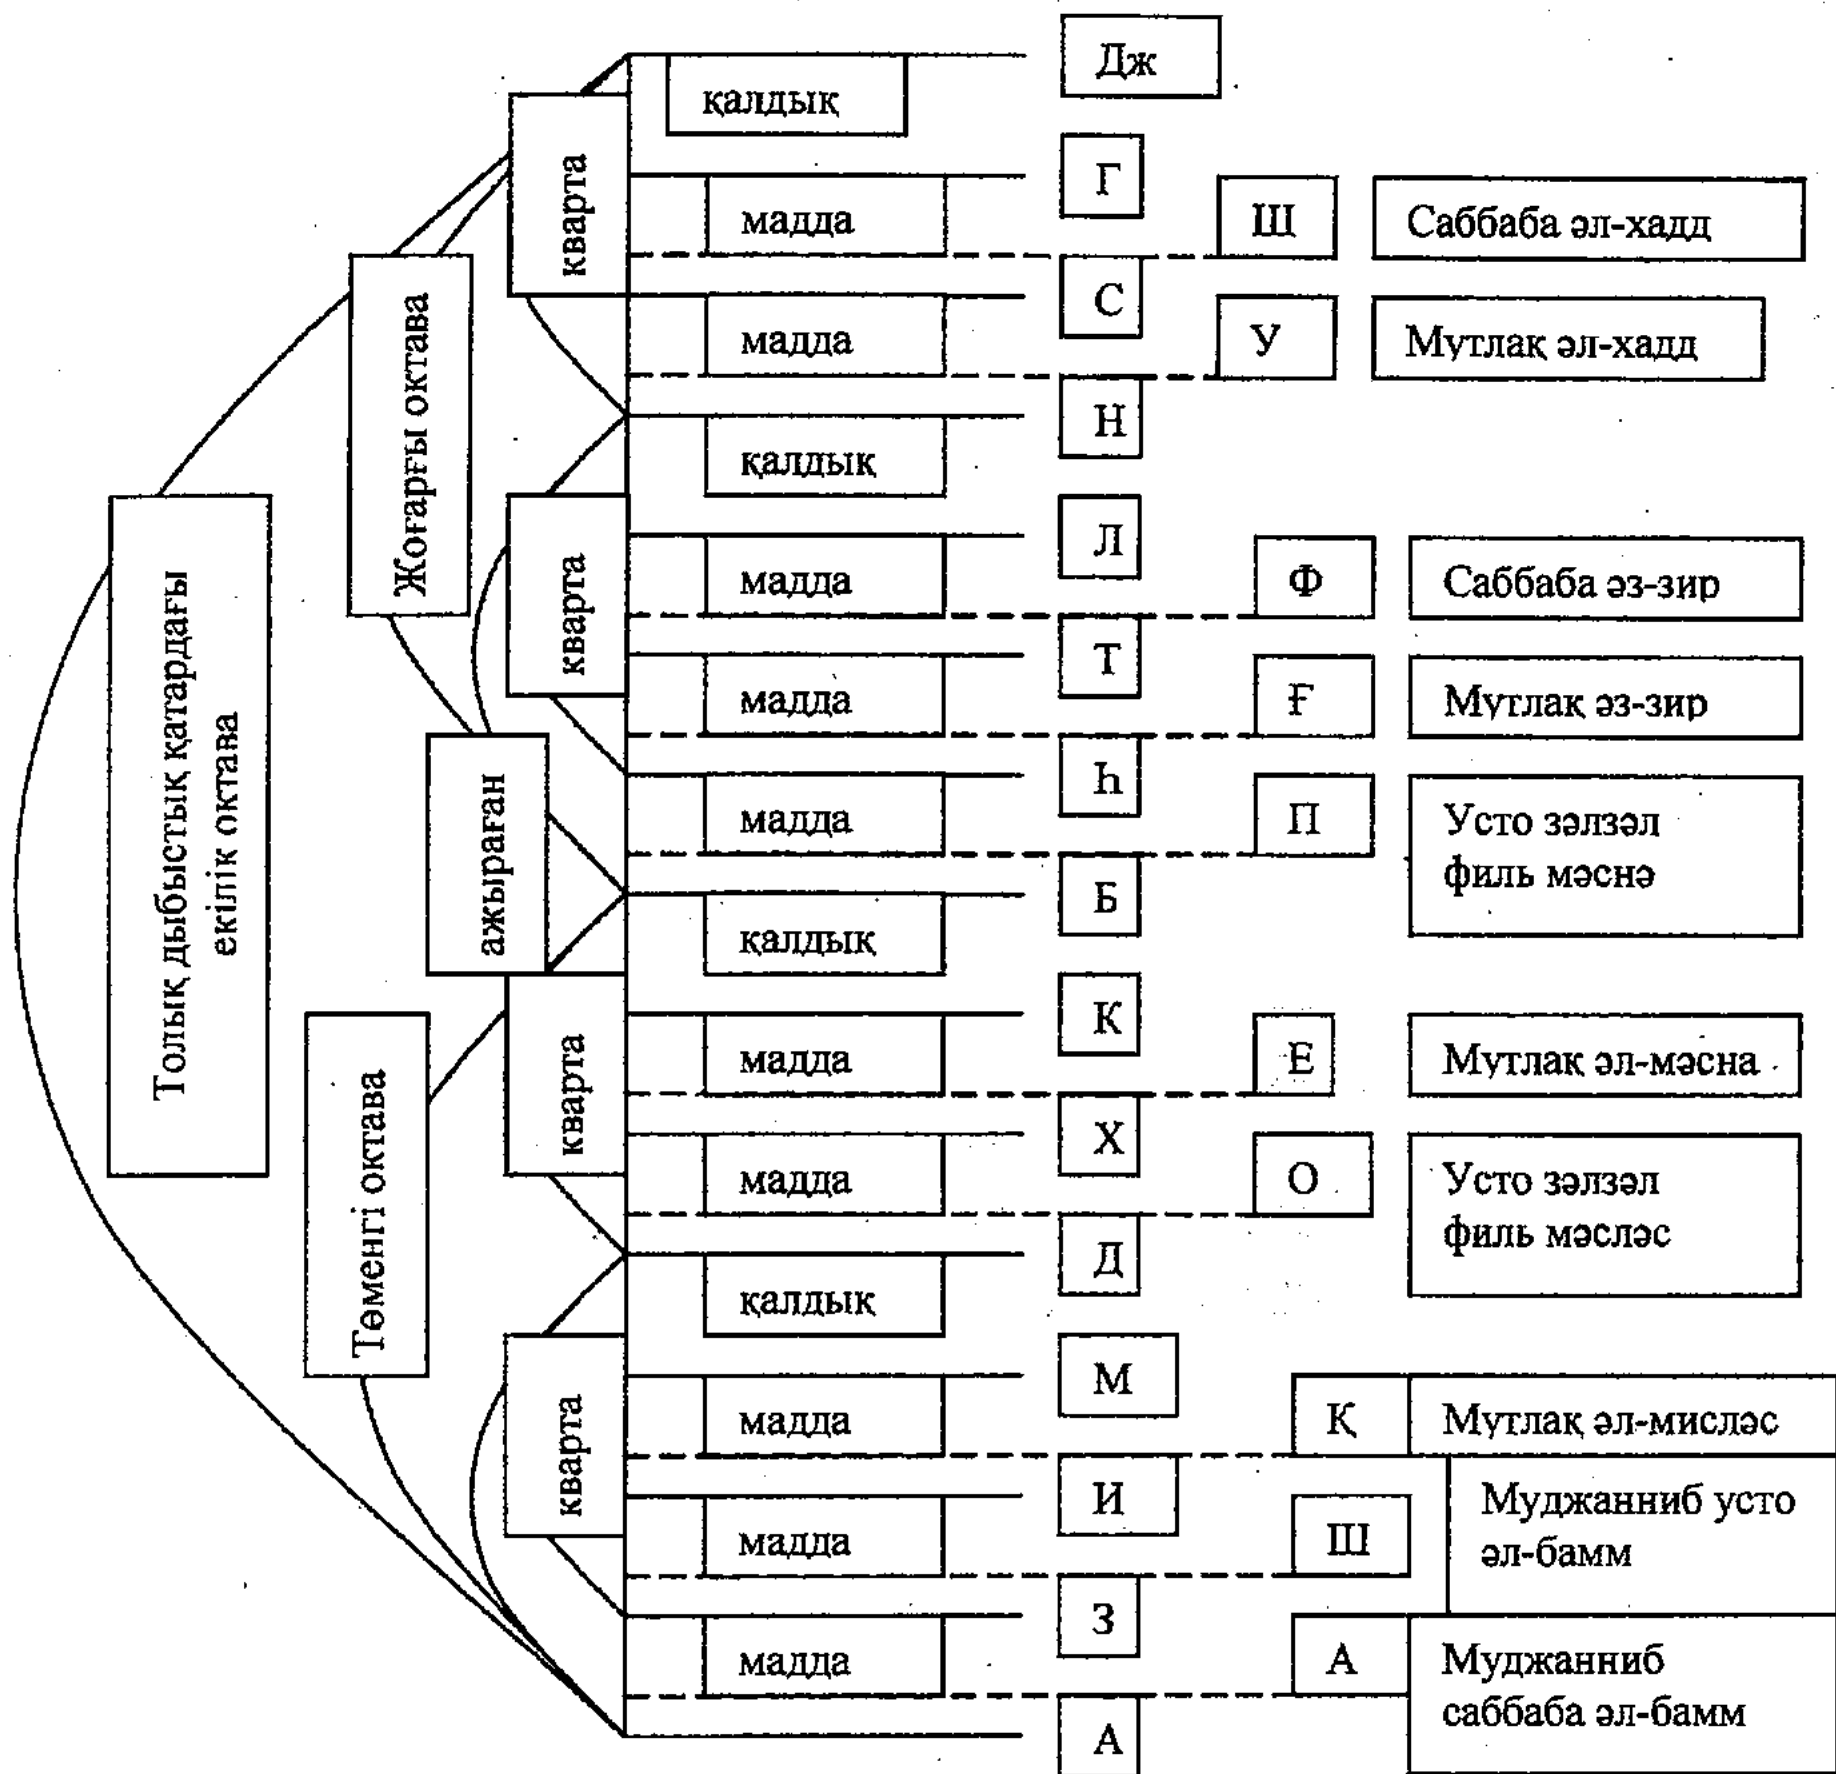 Дж
қалдық
Г
кварта
мадда
Ш
Саббаба әл-хадд
С
мадда
У
Мутлақ әл-хадд
Жоғарғы октава
Н
қалдық
Л
кварта
мадда
Ф
Саббаба әз-зир
Т
мадда
Ғ
Мутлақ әз-зир
Толық дыбыстық қатардағы
екілік октава
ажыраған
һ
мадда
П
Усто зәлзәл
филь мәснә
Б
қалдық
К
кварта
мадда
Е
Мутлақ әл-мәсна
Х
мадда
О
Усто зәлзәл
филь мәсләс
Төменгі октава
Д
қалдық
М
кварта
мадда
Қ
Мутлақ әл-мисләс
И
мадда
Ш
Муджанниб усто
әл-бамм
З
мадда
А
Муджанниб
саббаба әл-бамм
А